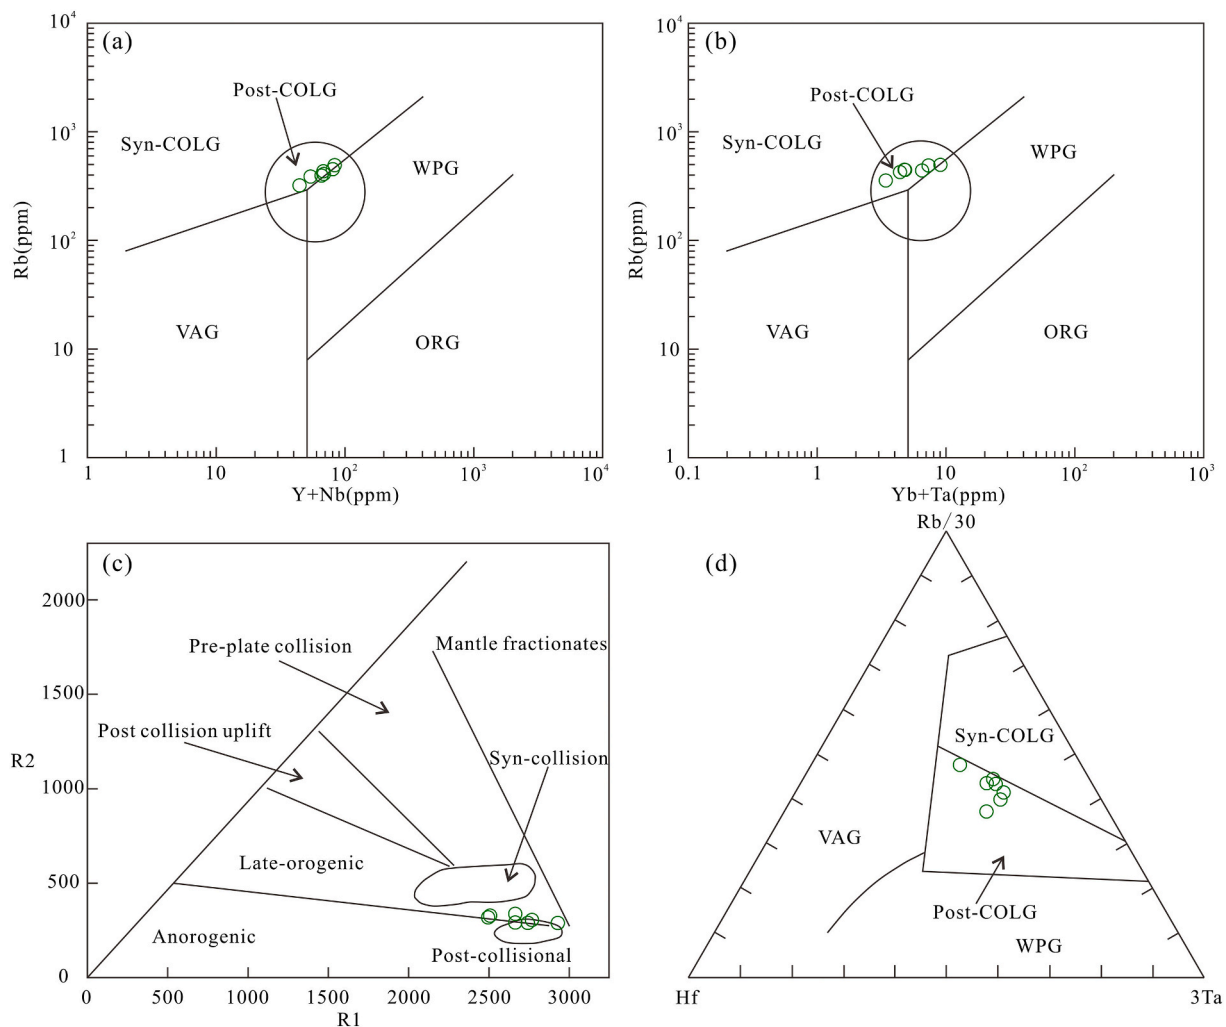 (a)
10⁴
10³
10²
10
1
Rb(ppm)
Post-COLG
Syn-COLG
WPG
VAG
ORG
1
10
10²
10³
10⁴
Y+Nb(ppm)
(b)
10⁴
10³
10²
10
1
Rb(ppm)
Post-COLG
Syn-COLG
WPG
VAG
ORG
0.1
1
10
10²
10³
Yb+Ta(ppm)
(c)
2000
1500
1000
500
0
R2
Pre-plate collision
Mantle fractionates
Post collision uplift
Syn-collision
Late-orogenic
Anorogenic
Post-collisional
0
500
1000
1500
2000
2500
3000
R1
(d)
Rb/30
Syn-COLG
VAG
Post-COLG
WPG
Hf
3Ta